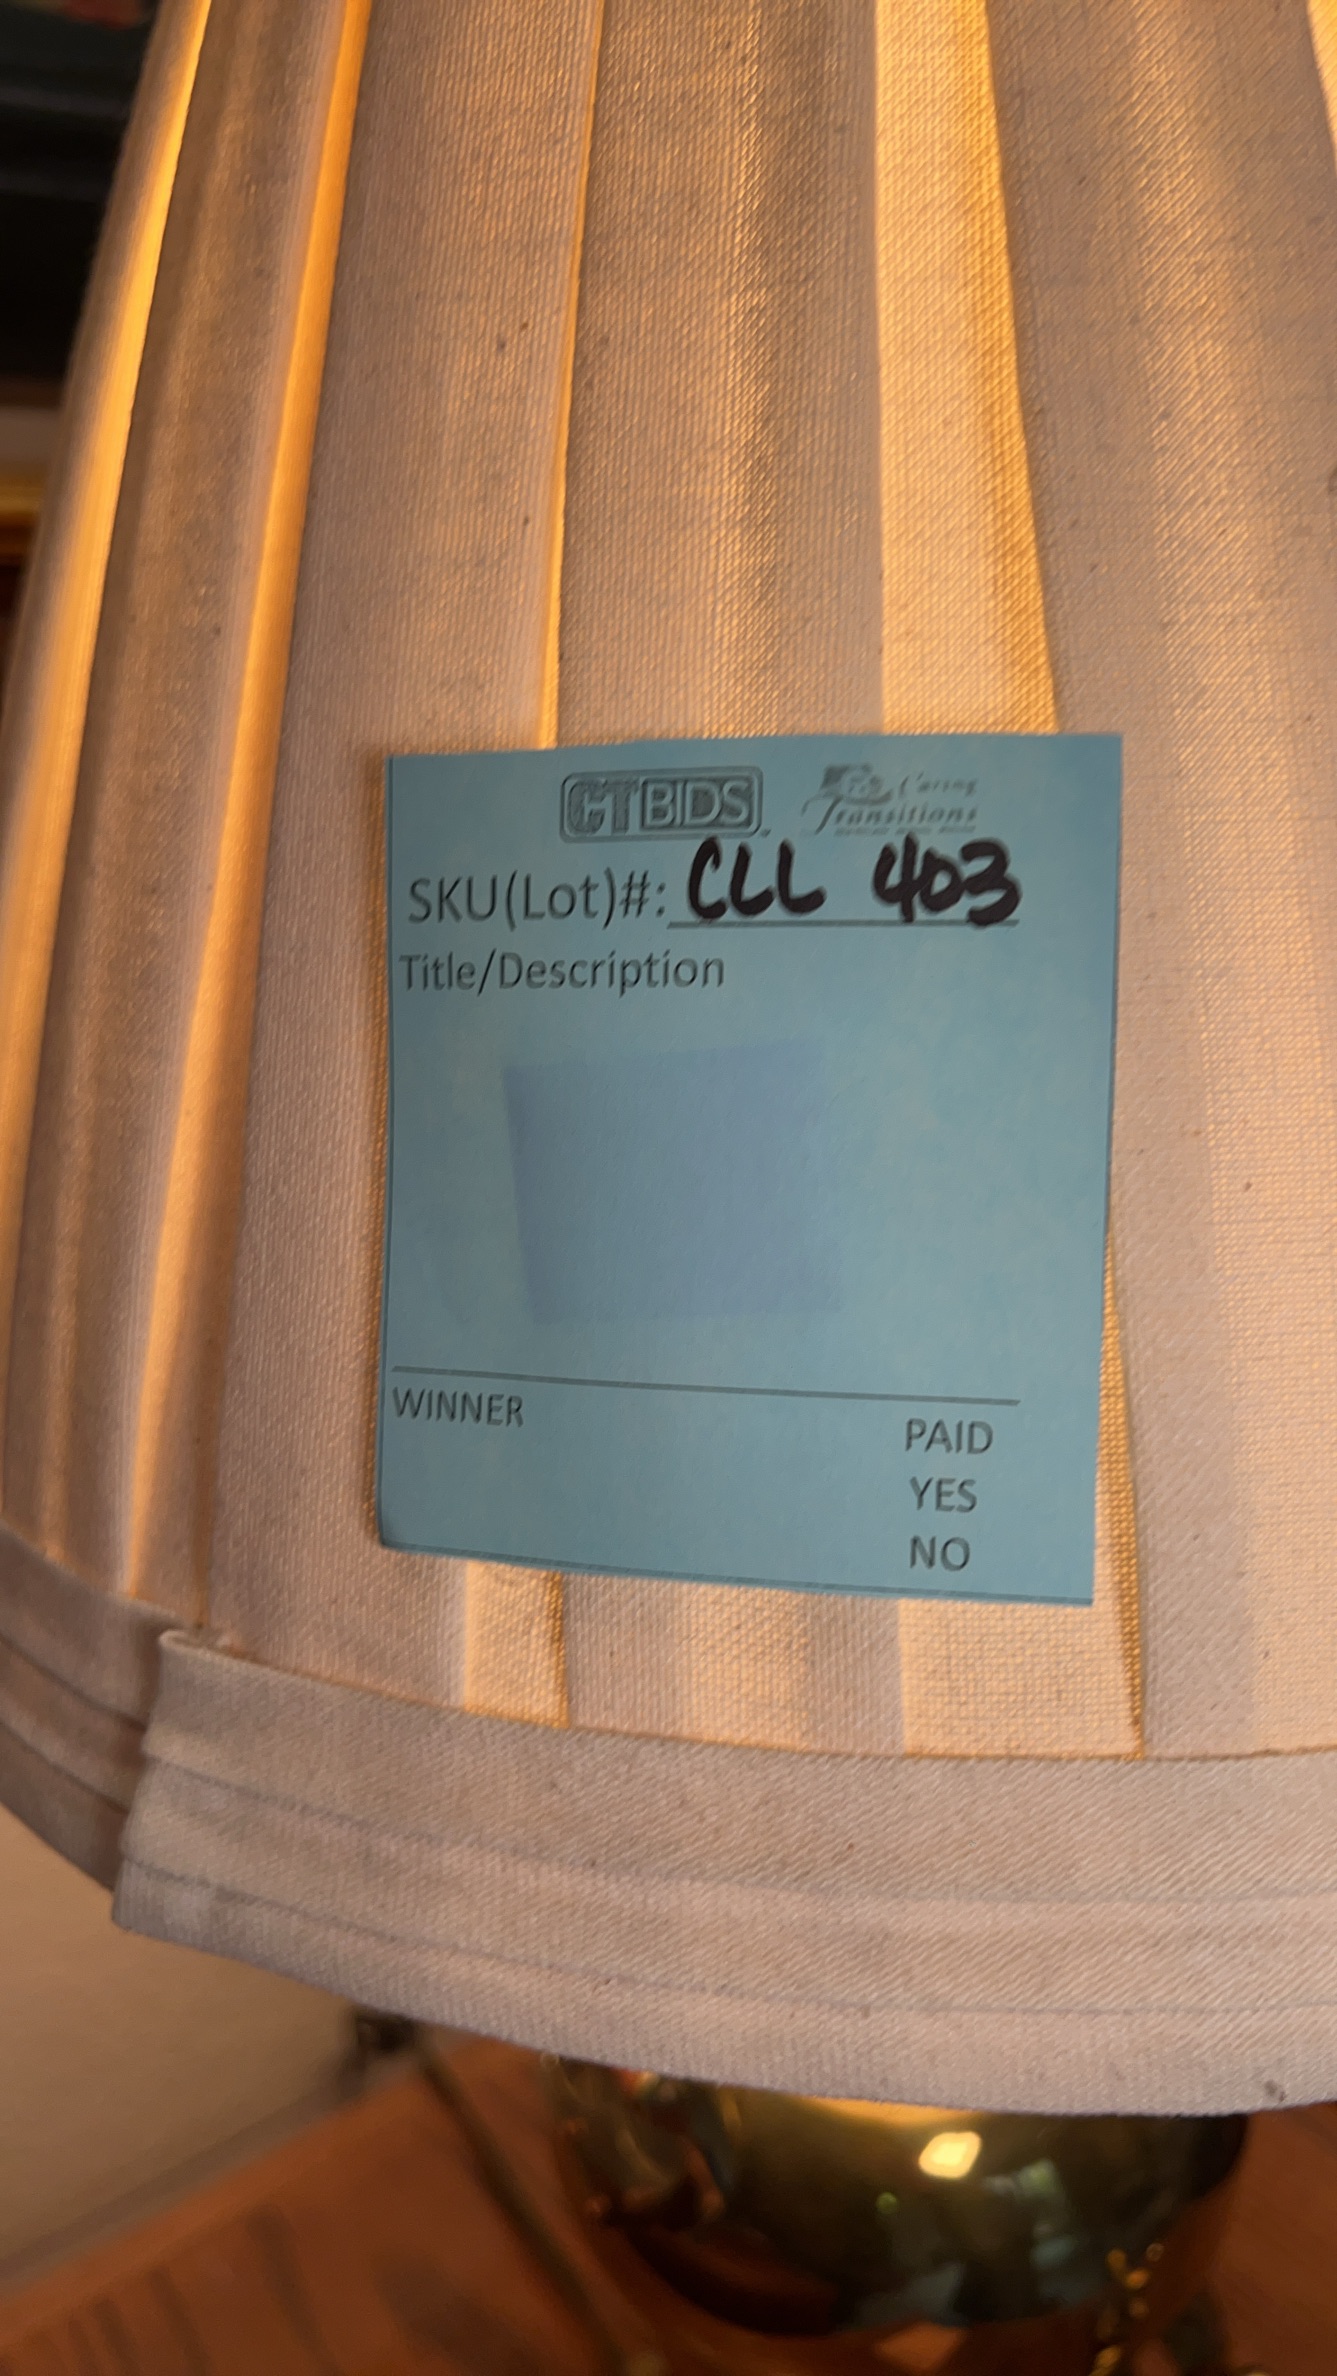 CTBIDS Caring Transitions
SKU(Lot)#: CLL 403
Title/Description
WINNER
PAID
YES
NO